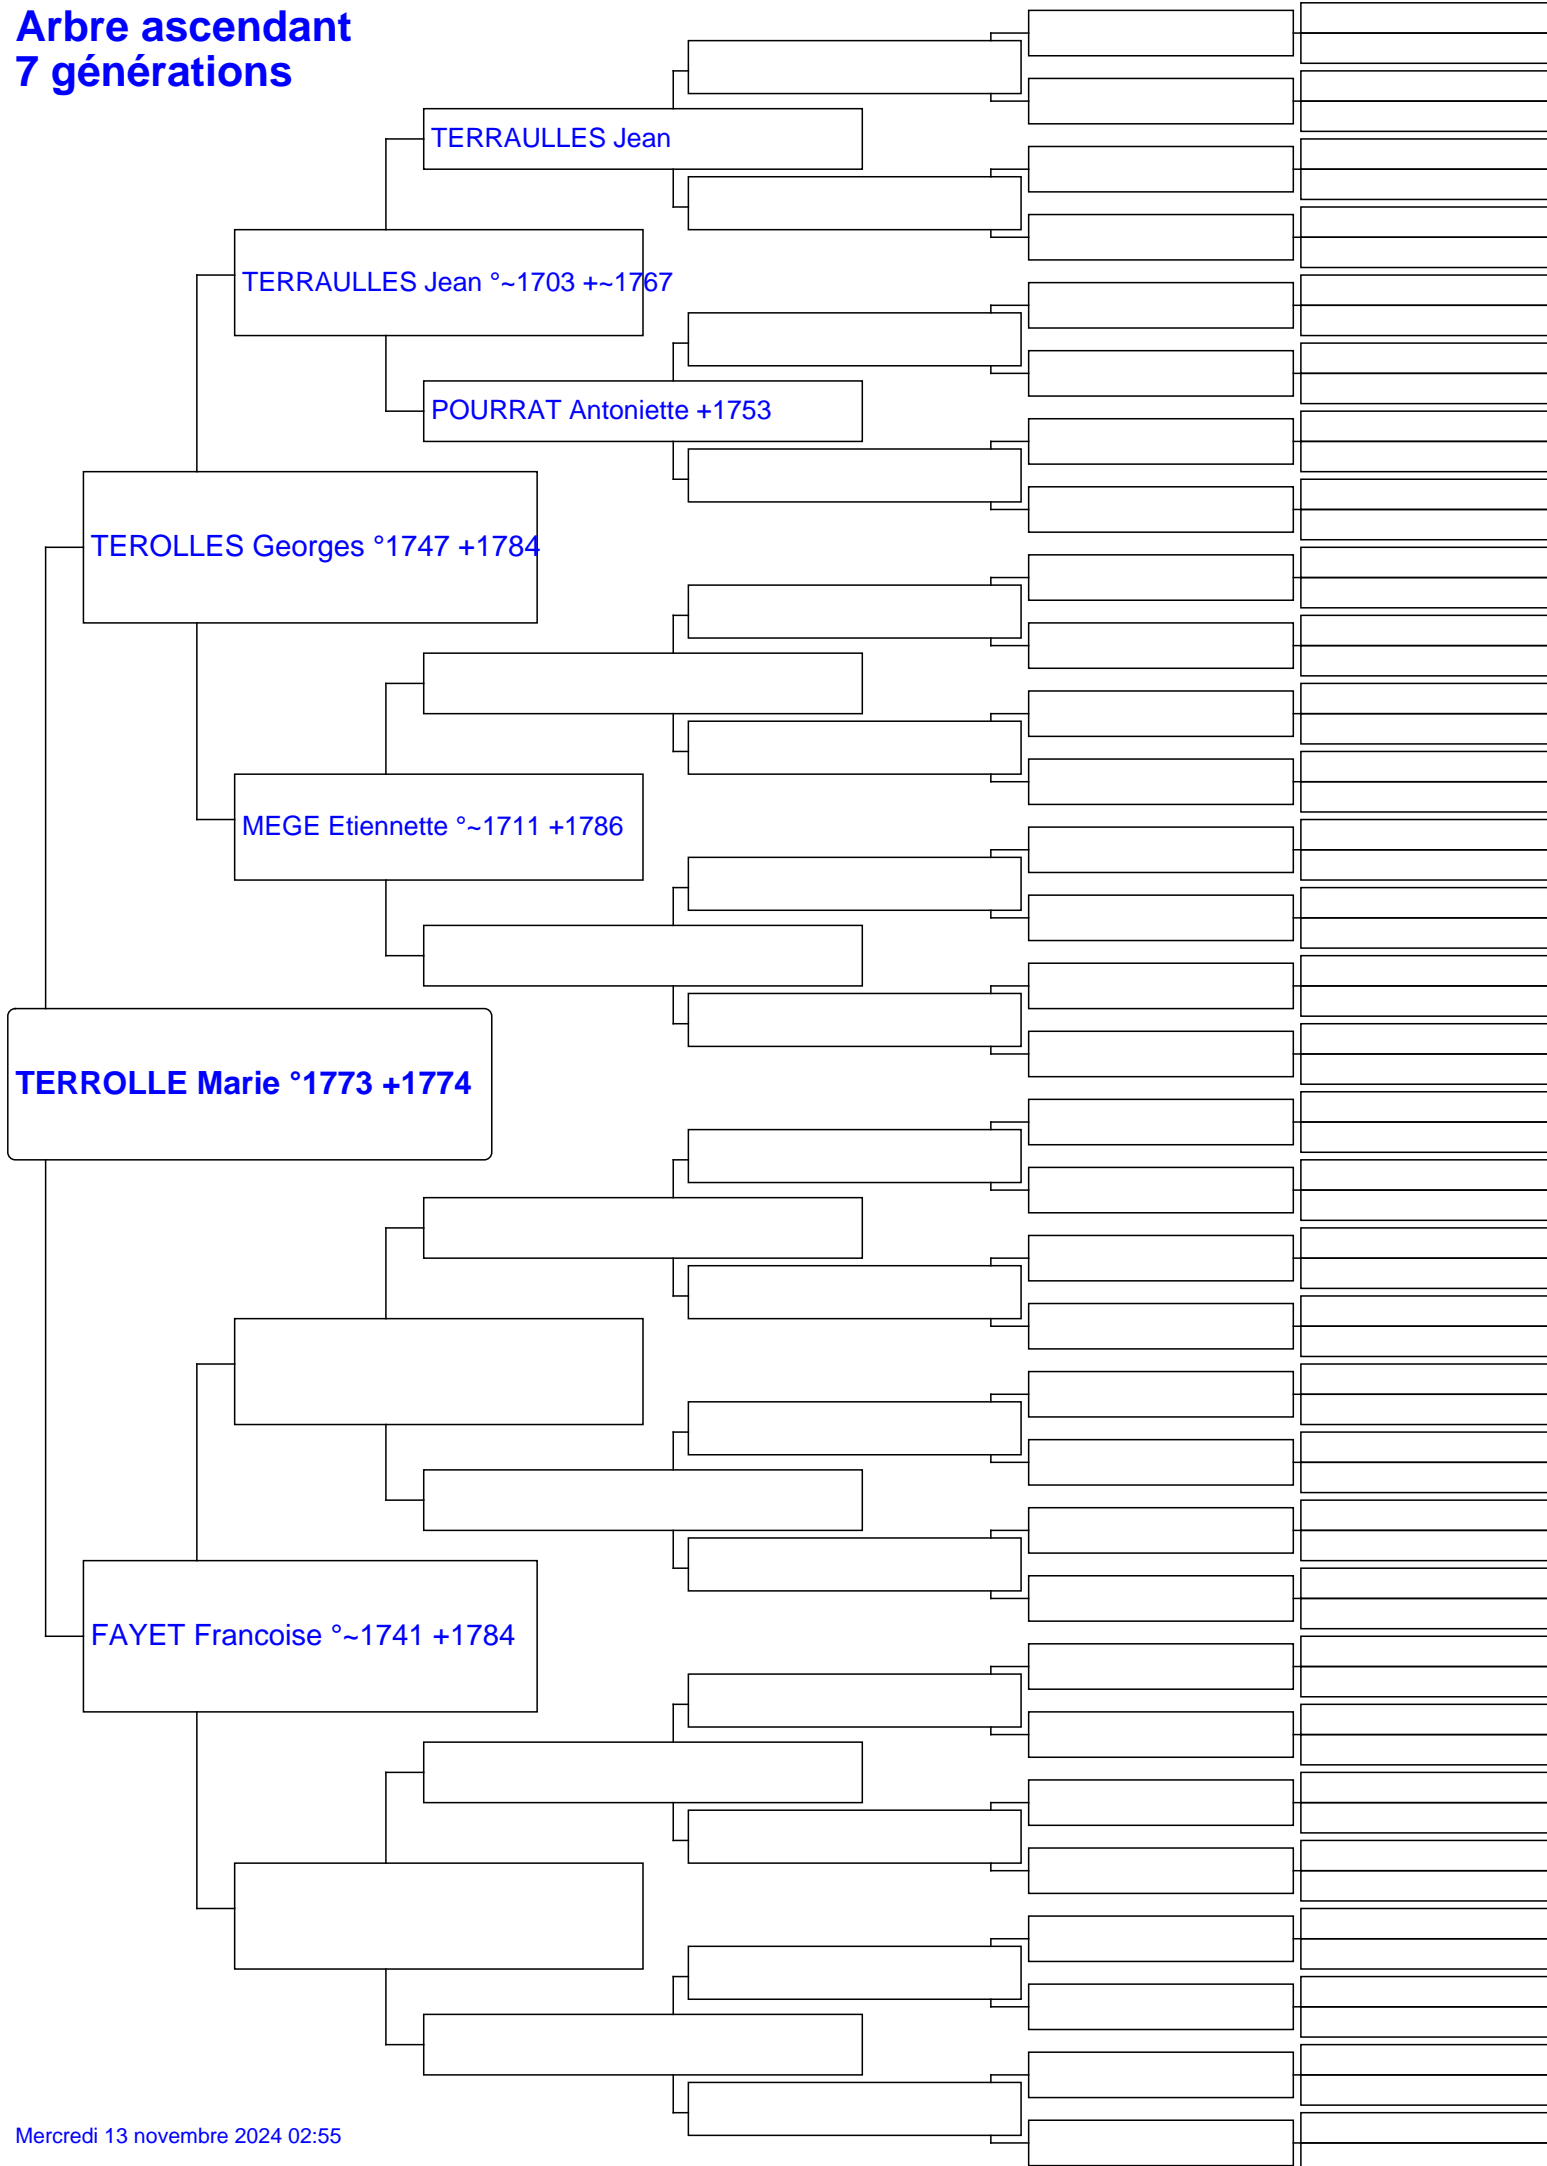 Arbre ascendant
7 générations
TERRAULLES Jean
TERRAULLES Jean °~1703 +~1767
POURRAT Antoniette +1753
TEROLLES Georges °1747 +1784
MEGE Etiennette °~1711 +1786
TERROLLE Marie °1773 +1774
FAYET Francoise °~1741 +1784
Mercredi 13 novembre 2024 02:55